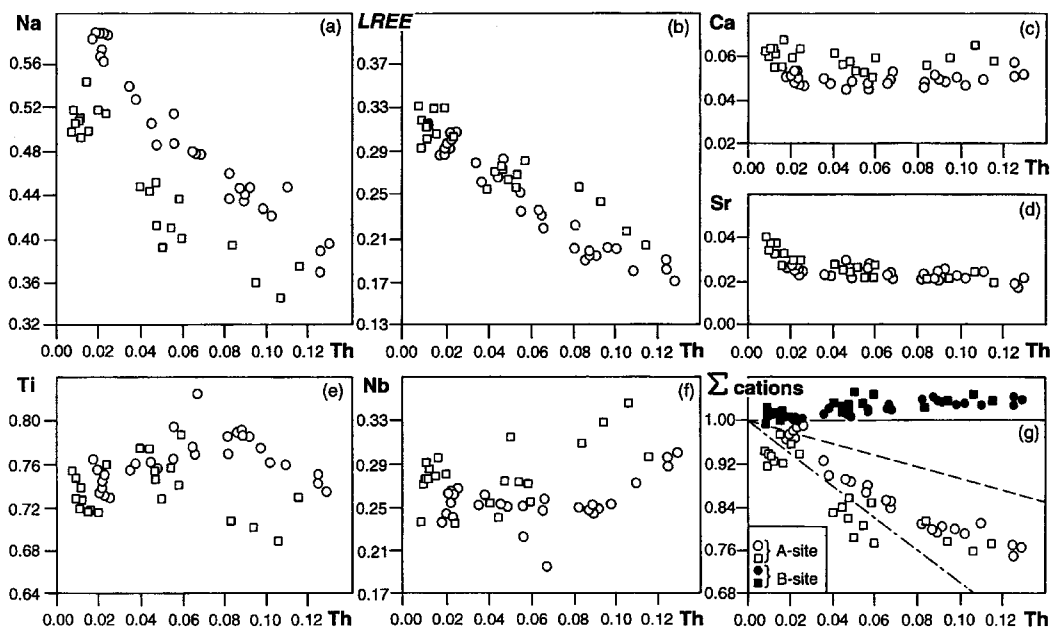 Na
(a)
0.56
0.52
0.48
0.44
0.40
0.36
0.32
0.00 0.02 0.04 0.06 0.08 0.10 0.12 Th
LREE
(b)
0.37
0.33
0.29
0.25
0.21
0.17
0.13
0.00 0.02 0.04 0.06 0.08 0.10 0.12 Th
Ca
(c)
0.06
0.04
0.02
0.00 0.02 0.04 0.06 0.08 0.10 0.12 Th
Sr
(d)
0.04
0.02
0.00
0.00 0.02 0.04 0.06 0.08 0.10 0.12 Th
Ti
(e)
0.80
0.76
0.72
0.68
0.64
0.00 0.02 0.04 0.06 0.08 0.10 0.12 Th
Nb
(f)
0.33
0.29
0.25
0.21
0.17
0.00 0.02 0.04 0.06 0.08 0.10 0.12 Th
Σ cations
(g)
1.00
0.92
0.84
0.76
0.68
A-site
B-site
0.00 0.02 0.04 0.06 0.08 0.10 0.12 Th